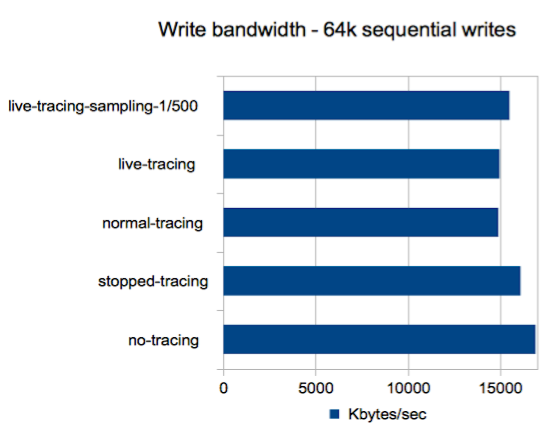 Write bandwidth - 64k sequential writes
live-tracing-sampling-1/500
live-tracing
normal-tracing
stopped-tracing
no-tracing
0 5000 10000 15000
Kbytes/sec